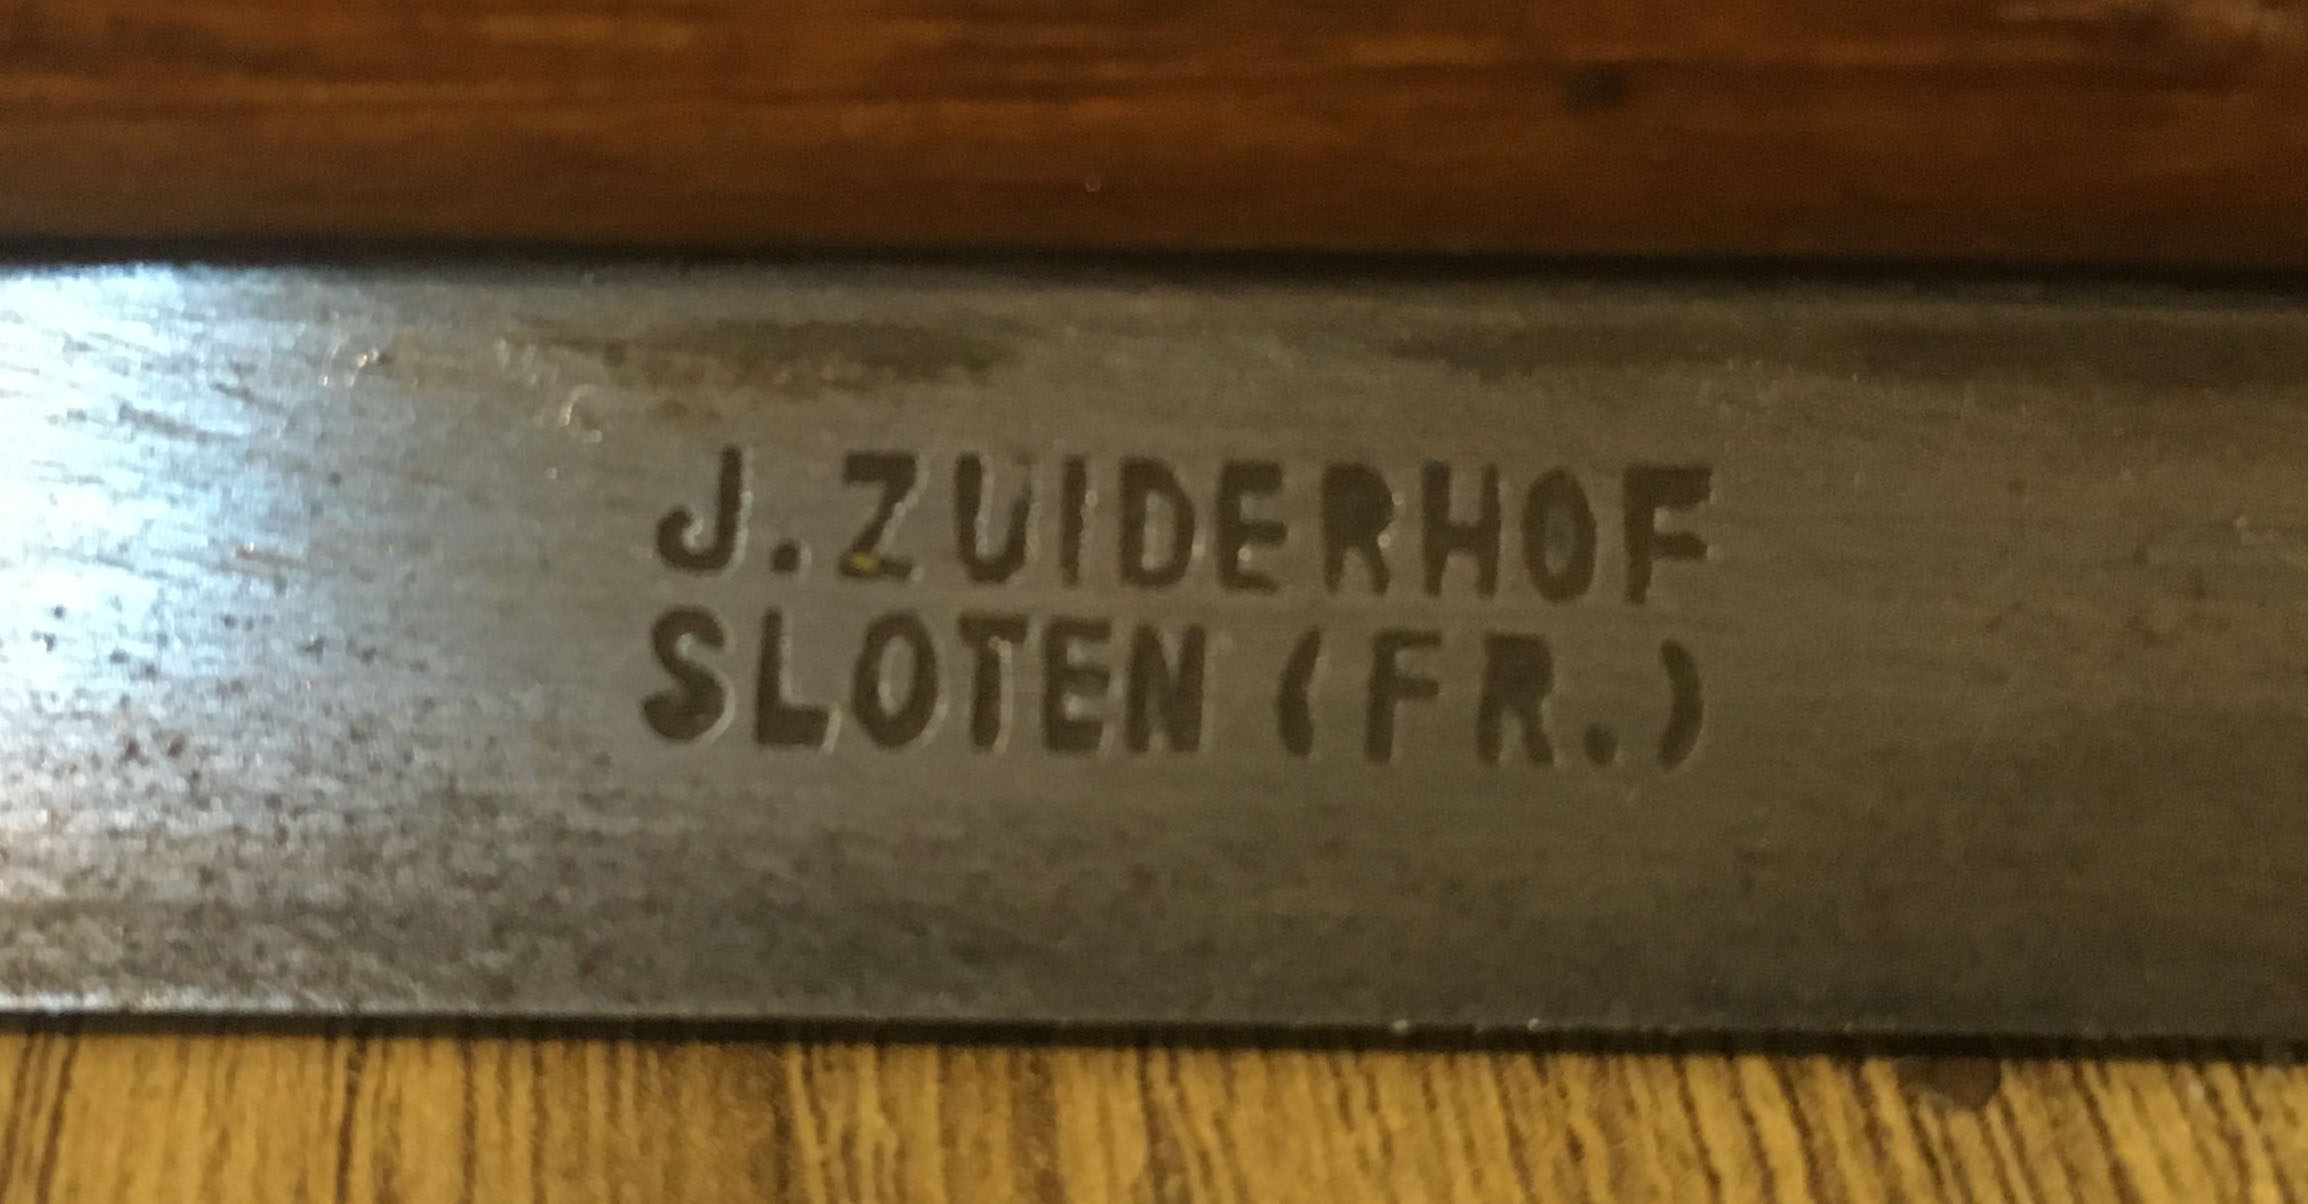 J. ZUIDERHOF
SLOTEN (FR.)